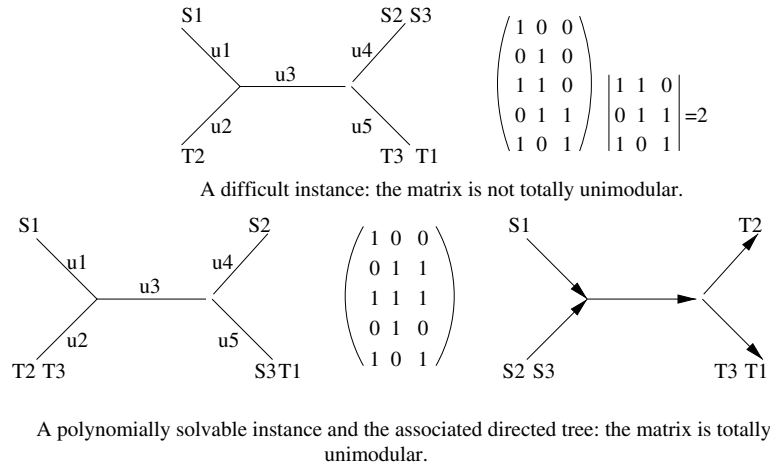 S1 S2 S3
u1 u4
u3
u2 u5
T2 T3 T1
1 0 0
0 1 0
1 1 0
0 1 1
1 0 1
1 1 0
0 1 1 =2
1 0 1
A difficult instance: the matrix is not totally unimodular.
S1 S2
u1 u4
u3
u2 u5
T2 T3 S3 T1
1 0 0
0 1 1
1 1 1
0 1 0
1 0 1
S1 T2
S2 S3 T3 T1
A polynomially solvable instance and the associated directed tree: the matrix is totally
unimodular.